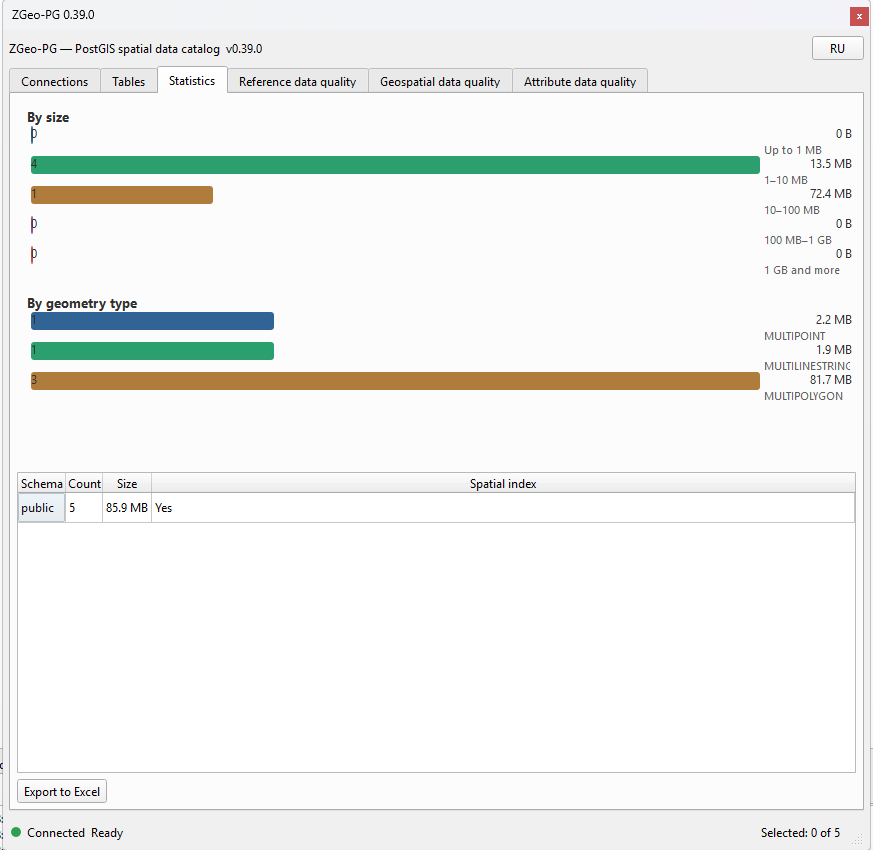 ZGeo-PG 0.39.0
x
ZGeo-PG — PostGIS spatial data catalog v0.39.0
RU
Connections Tables Statistics Reference data quality Geospatial data quality Attribute data quality
By size
0 0 B
Up to 1 MB
4 13.5 MB
1–10 MB
1 72.4 MB
10–100 MB
0 0 B
100 MB–1 GB
0 0 B
1 GB and more
By geometry type
1 2.2 MB
MULTIPOINT
1 1.9 MB
MULTILINESTRING
3 81.7 MB
MULTIPOLYGON
Schema Count Size Spatial index
public 5 85.9 MB Yes
Export to Excel
Connected Ready
Selected: 0 of 5